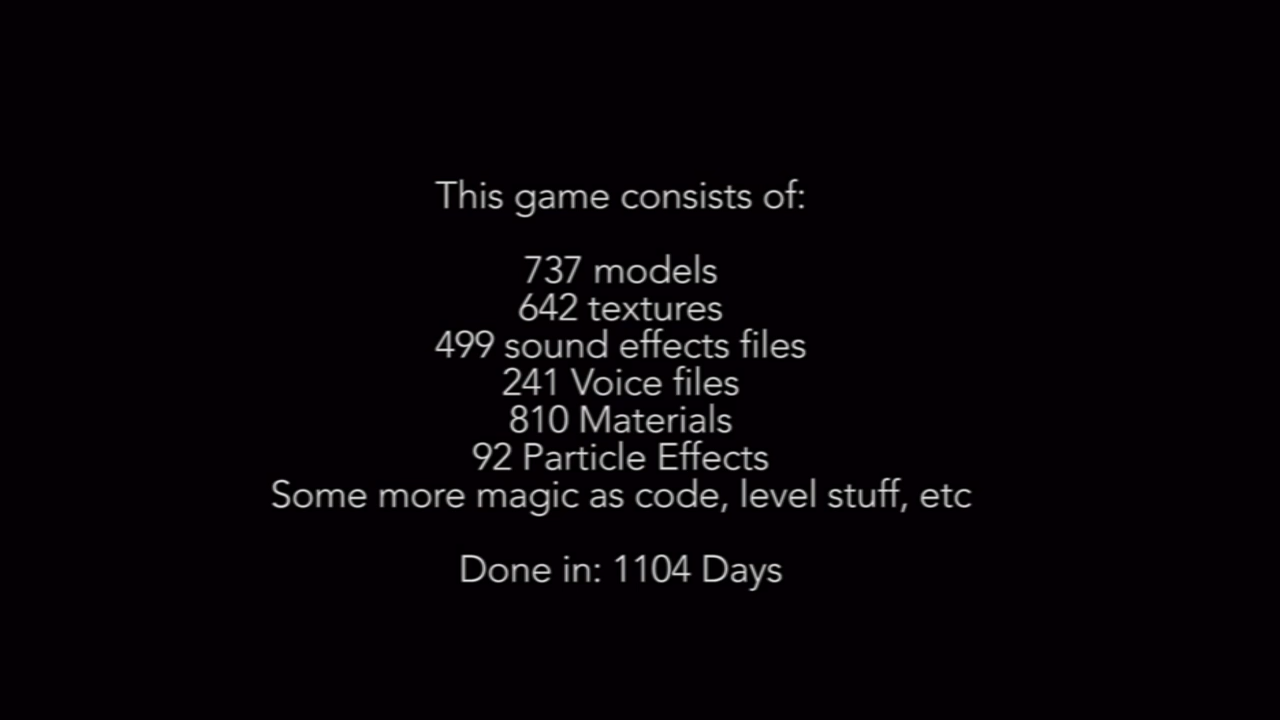 This game consists of:
737 models
642 textures
499 sound effects files
241 Voice files
810 Materials
92 Particle Effects
Some more magic as code, level stuff, etc
Done in: 1104 Days